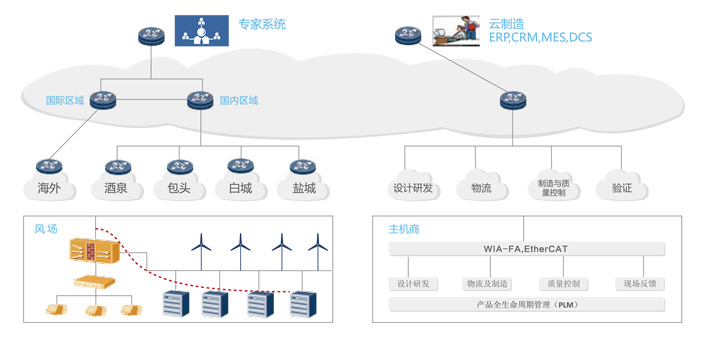 专家系统
云制造
ERP,CRM,MES,DCS
国际区域
国内区域
海外
酒泉
包头
白城
盐城
设计研发
物流
制造与质
量控制
验证
风 场
主机商
WIA-FA,EtherCAT
设计研发
物流及制造
质量控制
现场反馈
产品全生命周期管理（PLM）